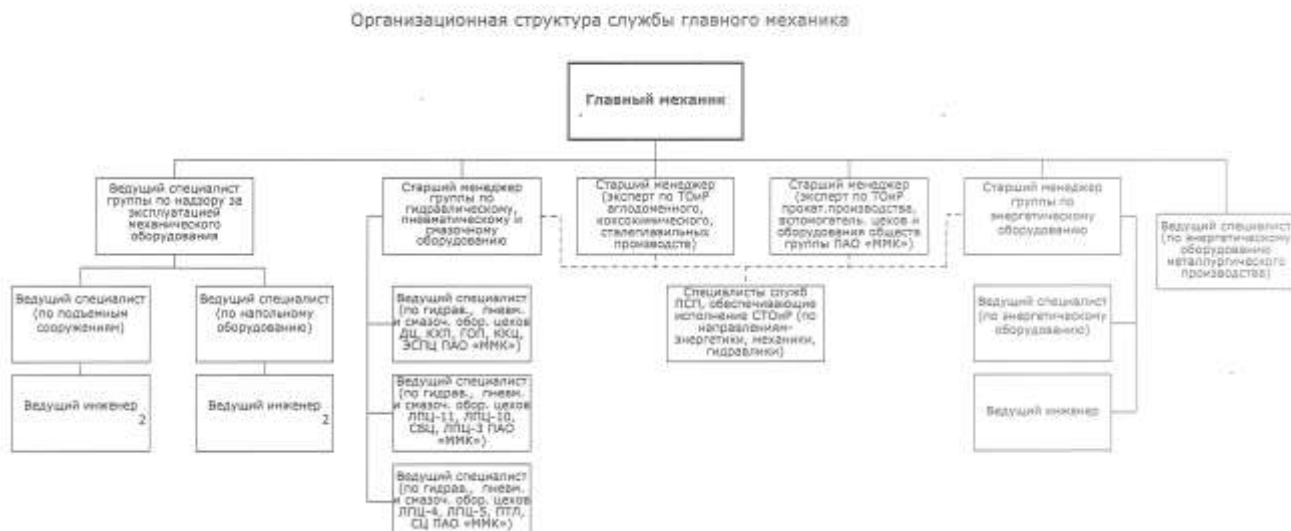 Организационная структура службы главного механика
Главный механик
Ведущий специалист
группы по надзору за
эксплуатацией
механического
оборудования
Старший менеджер
группы по
гидравлическому,
пневматическому и
смазочному
оборудованию
Старший менеджер
(эксперт по ТОиР
аглодоменного,
коксохимического,
сталеплавильных
производств)
Старший менеджер
(эксперт по ТОиР
прокат.производства,
вспомогатель. цехов и
оборудования обществ
группы ПАО «ММК»)
Старший менеджер
группы по
энергетическому
оборудованию
Ведущий специалист
(по энергетическому
оборудованию
металлургического
производства)
Ведущий специалист
(по подъемным
сооружениям)
Ведущий специалист
(по напольному
оборудованию)
Ведущий специалист
(по гидрав., пневм.
и смазоч. обор. цехов
ДЦ, КХП, ГОП, ККЦ,
ЭСПЦ ПАО «ММК»)
Специалисты служб
ПСП, обеспечивающие
исполнение СТОиР (по
направлениям-
энергетики, механики,
гидравлики)
Ведущий специалист
(по энергетическому
оборудованию)
Ведущий инженер
2
Ведущий инженер
2
Ведущий специалист
(по гидрав., пневм.
и смазоч. обор. цехов
ЛПЦ-11, ЛПЦ-10,
СВЦ, ЛПЦ-3 ПАО
«ММК»)
Ведущий инженер
Ведущий специалист
(по гидрав., пневм.
и смазоч. обор. цехов
ЛПЦ-4, ЛПЦ-5, ПТЛ,
СЦ ПАО «ММК»)